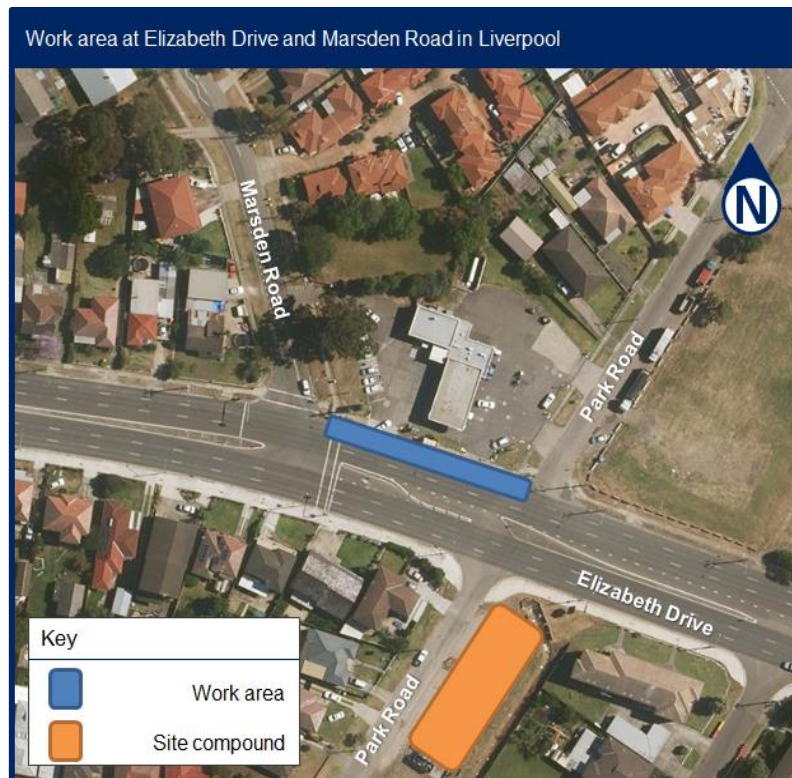 Work area at Elizabeth Drive and Marsden Road in Liverpool
N
Marsden Road
Park Road
Elizabeth Drive
Park Road
Key
Work area
Site compound